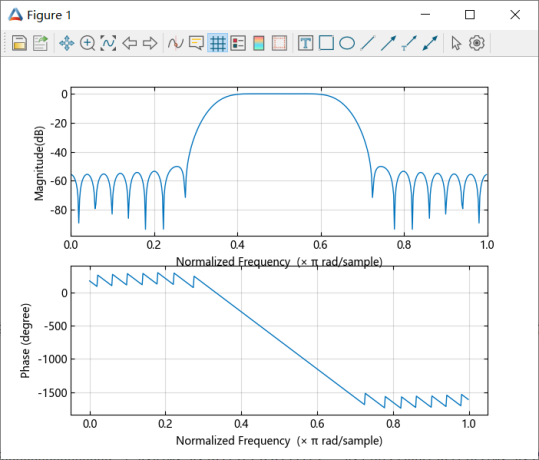 Figure 1
T
0
-20
-40
-60
-80
Magnitude(dB)
0.0 0.2 0.4 0.6 0.8 1.0
Normalized Frequency (× π rad/sample)
0
-500
-1000
-1500
Phase (degree)
0.0 0.2 0.4 0.6 0.8 1.0
Normalized Frequency (× π rad/sample)